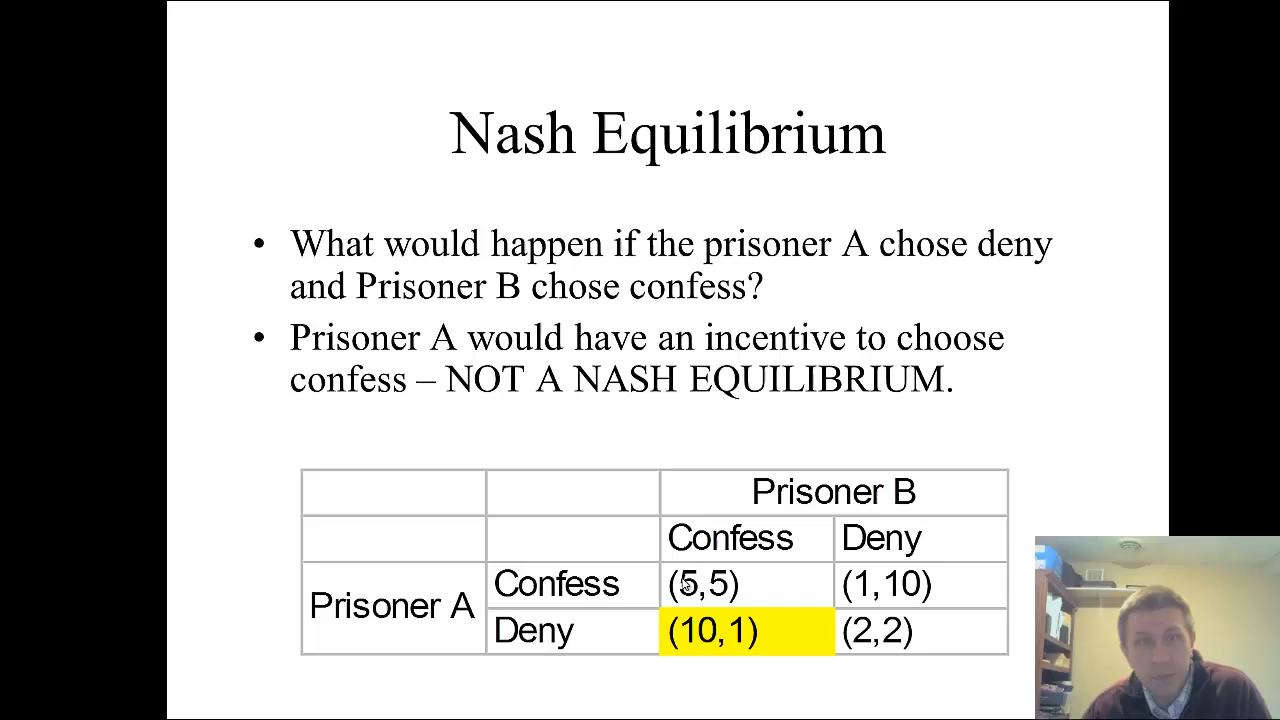 Nash Equilibrium
• What would happen if the prisoner A chose deny
and Prisoner B chose confess?
• Prisoner A would have an incentive to choose
confess – NOT A NASH EQUILIBRIUM.
Prisoner B
Confess Deny
Prisoner A Confess (5,5) (1,10)
Deny (10,1) (2,2)